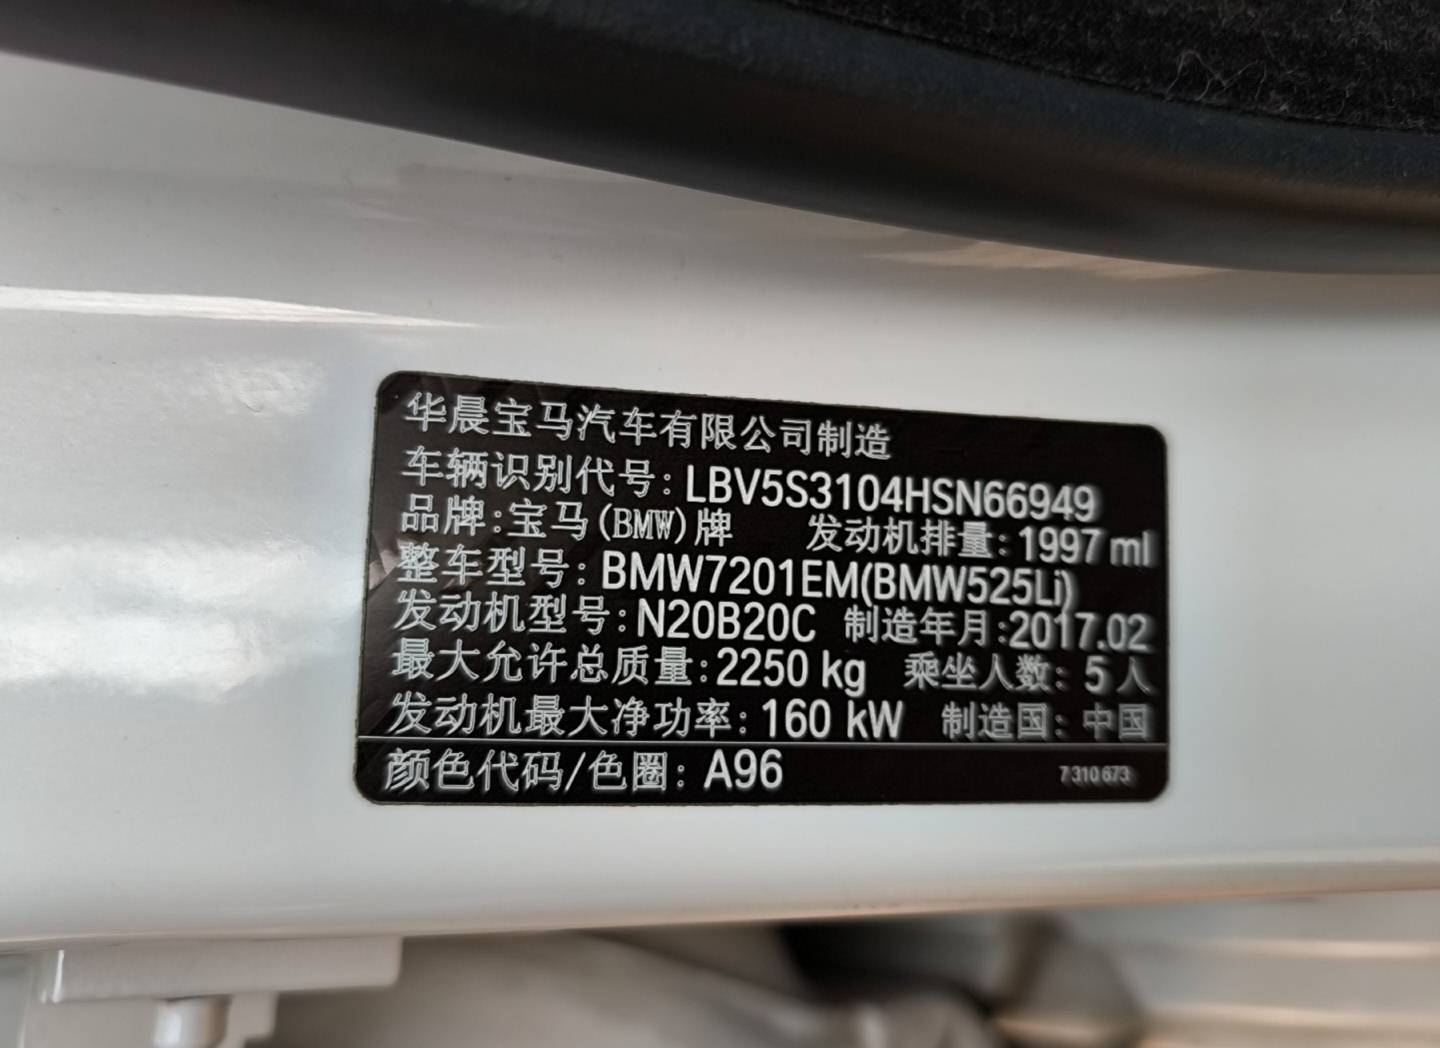 华晨宝马汽车有限公司制造
车辆识别代号: LBV5S3104HSN66949
品牌:宝马(BMW)牌 发动机排量: 1997 ml
整车型号: BMW7201EM(BMW525Li)
发动机型号: N20B20C 制造年月:2017.02
最大允许总质量: 2250 kg 乘坐人数: 5人
发动机最大净功率: 160 kW 制造国: 中国
颜色代码/色圈: A96 7 310 673